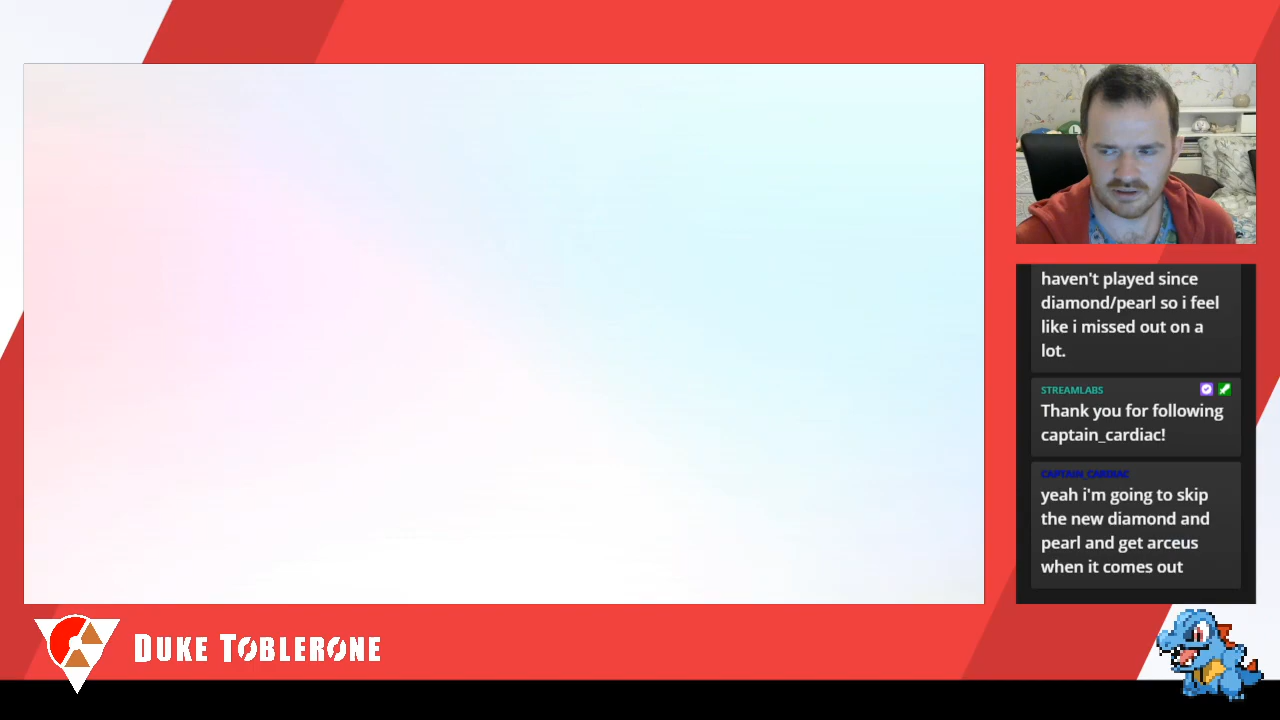 haven't played since
diamond/pearl so i feel
like i missed out on a
lot.
STREAMLABS
Thank you for following
captain_cardiac!
CAPTAIN_CARDIAC
yeah i'm going to skip
the new diamond and
pearl and get arceus
when it comes out
DUKE TOBLERONE